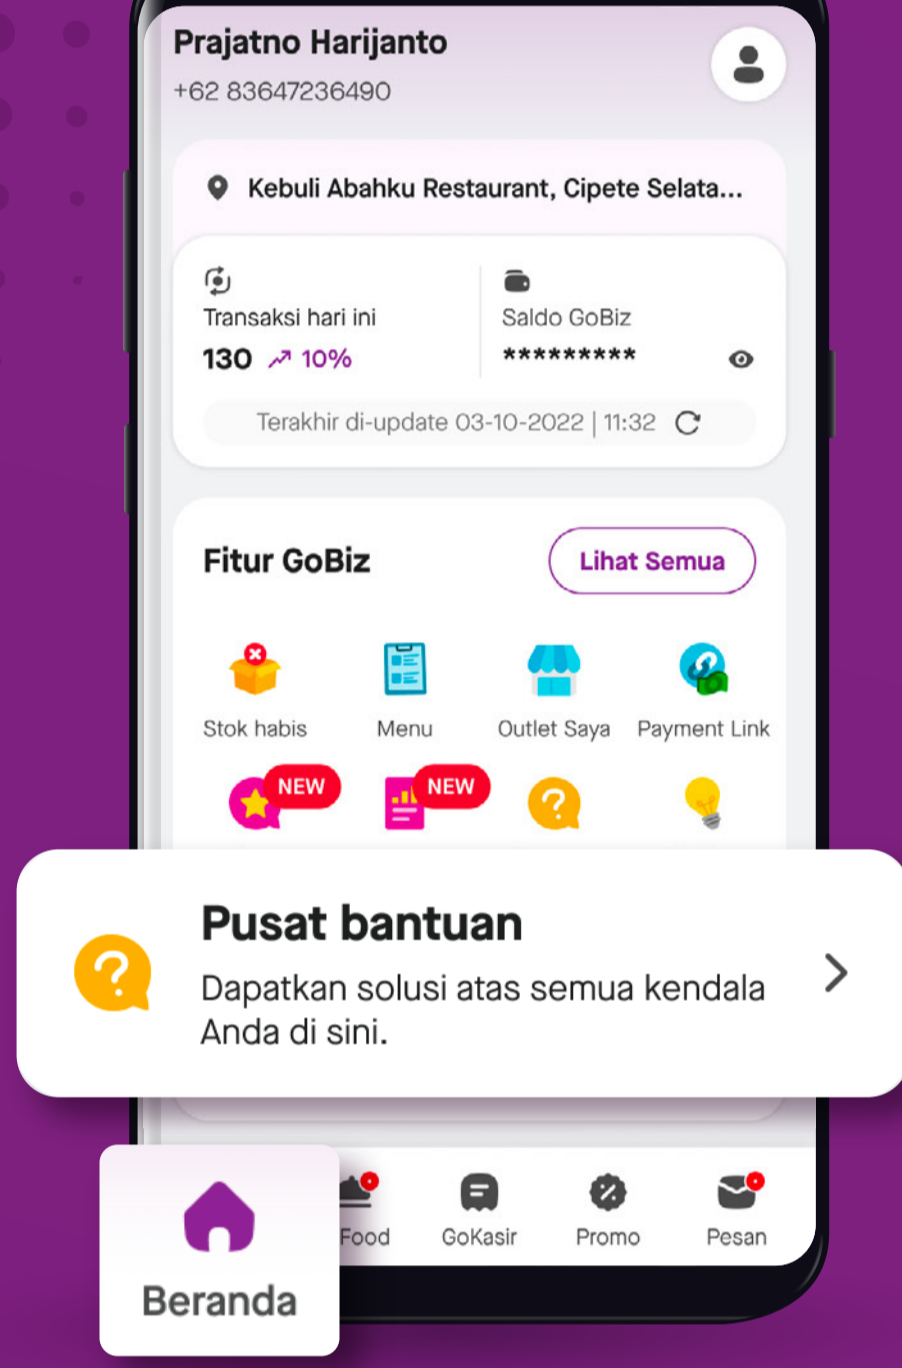 Prajatno Harijanto
+62 83647236490
Kebuli Abahku Restaurant, Cipete Selata...
Transaksi hari ini
130 10%
Saldo GoBiz
*********
Terakhir di-update 03-10-2022 | 11:32
Fitur GoBiz
Lihat Semua
Stok habis
Menu
Outlet Saya
Payment Link
NEW
NEW
Pusat bantuan
Dapatkan solusi atas semua kendala
Anda di sini.
Beranda
Food
GoKasir
Promo
Pesan